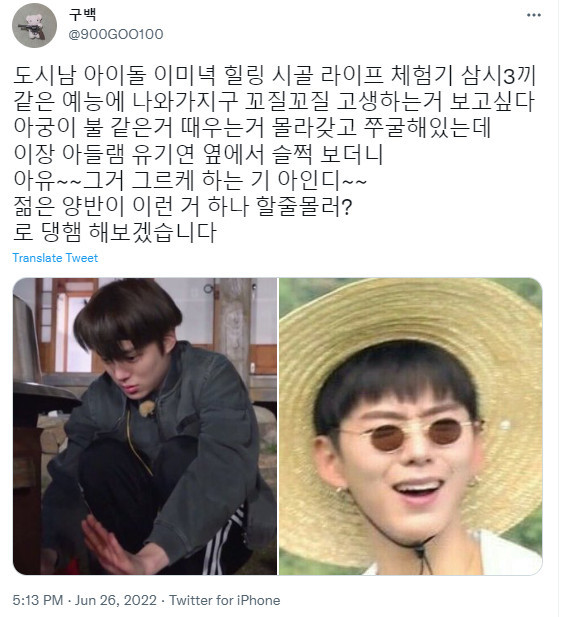 구백
@900GOO100
도시남 아이돌 이미녁 힐링 시골 라이프 체험기 삼시3끼
같은 예능에 나와가지구 꼬질꼬질 고생하는거 보고싶다
아궁이 불 같은거 때우는거 몰라갖고 쭈굴해있는데
이장 아들램 유기연 옆에서 슬쩍 보더니
아유~~그거 그르케 하는 기 아인디~~
젊은 양반이 이런 거 하나 할줄몰러?
로 댕햄 해보겠습니다
Translate Tweet
5:13 PM · Jun 26, 2022 · Twitter for iPhone